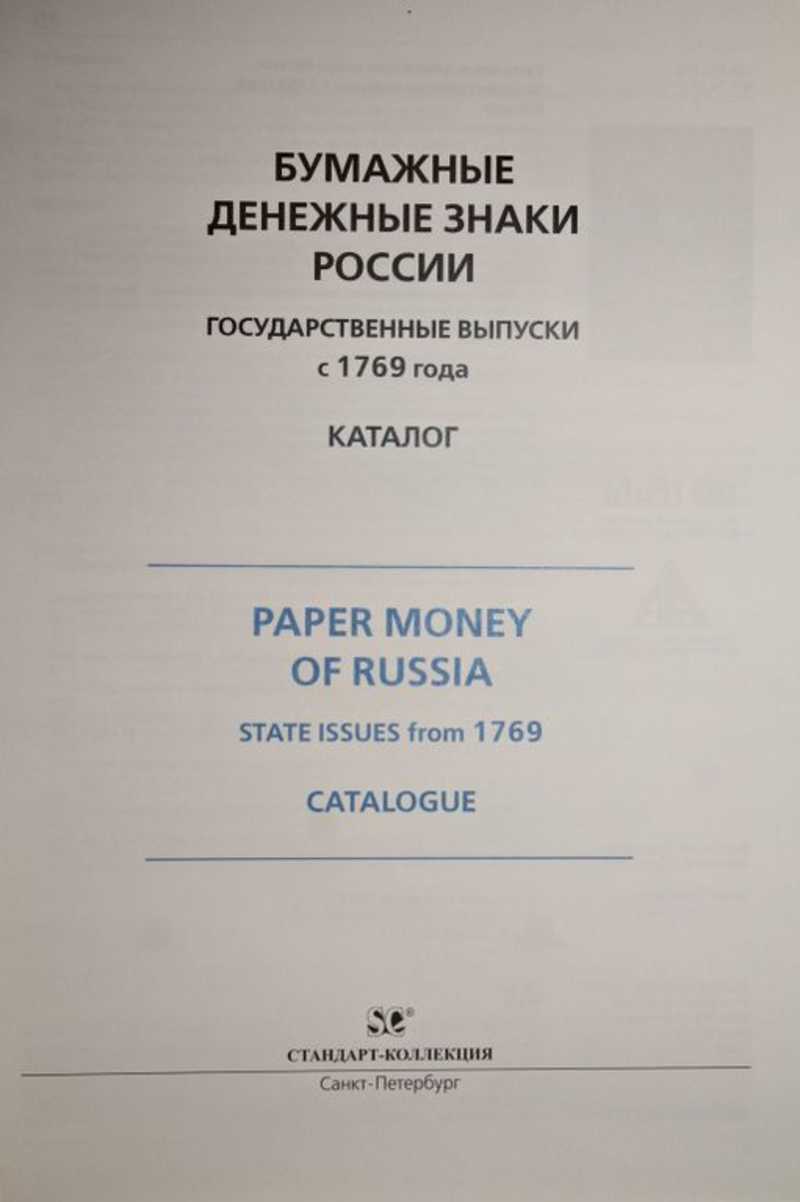 БУМАЖНЫЕ
ДЕНЕЖНЫЕ ЗНАКИ
РОССИИ
ГОСУДАРСТВЕННЫЕ ВЫПУСКИ
с 1769 года
КАТАЛОГ
PAPER MONEY
OF RUSSIA
STATE ISSUES from 1769
CATALOGUE
SC®
СТАНДАРТ-КОЛЛЕКЦИЯ
Санкт-Петербург